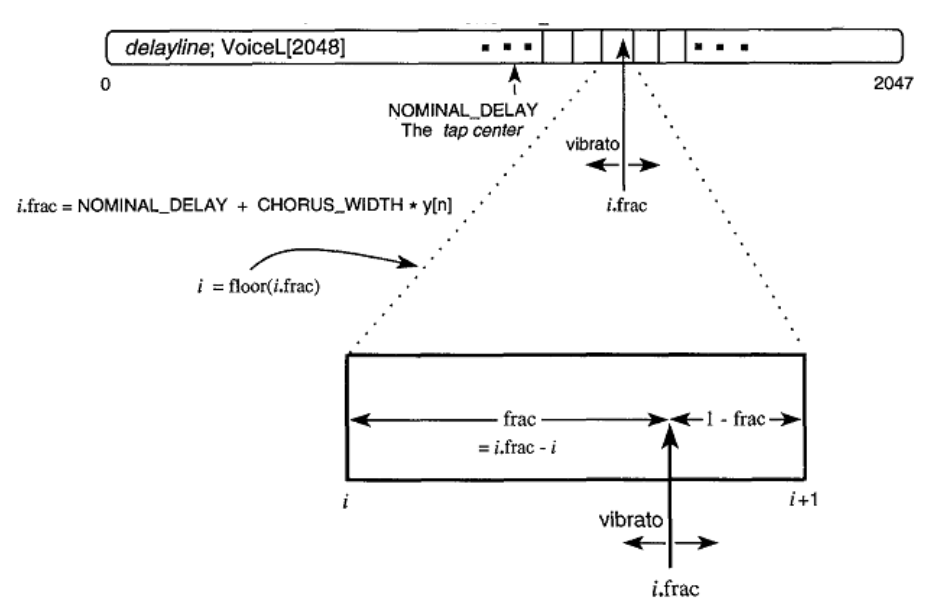 delayline; VoiceL[2048]
0
2047
NOMINAL_DELAY
The tap center
vibrato
i.frac
i.frac = NOMINAL_DELAY + CHORUS_WIDTH * y[n]
i = floor(i.frac)
frac
1 - frac
= i.frac - i
i
i+1
vibrato
i.frac